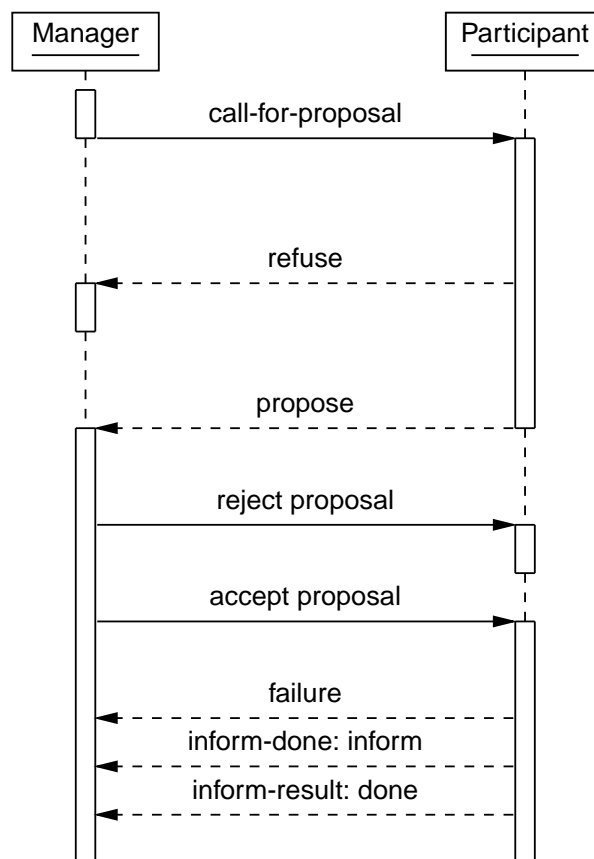 Manager
Participant
call-for-proposal
refuse
propose
reject proposal
accept proposal
failure
inform-done: inform
inform-result: done